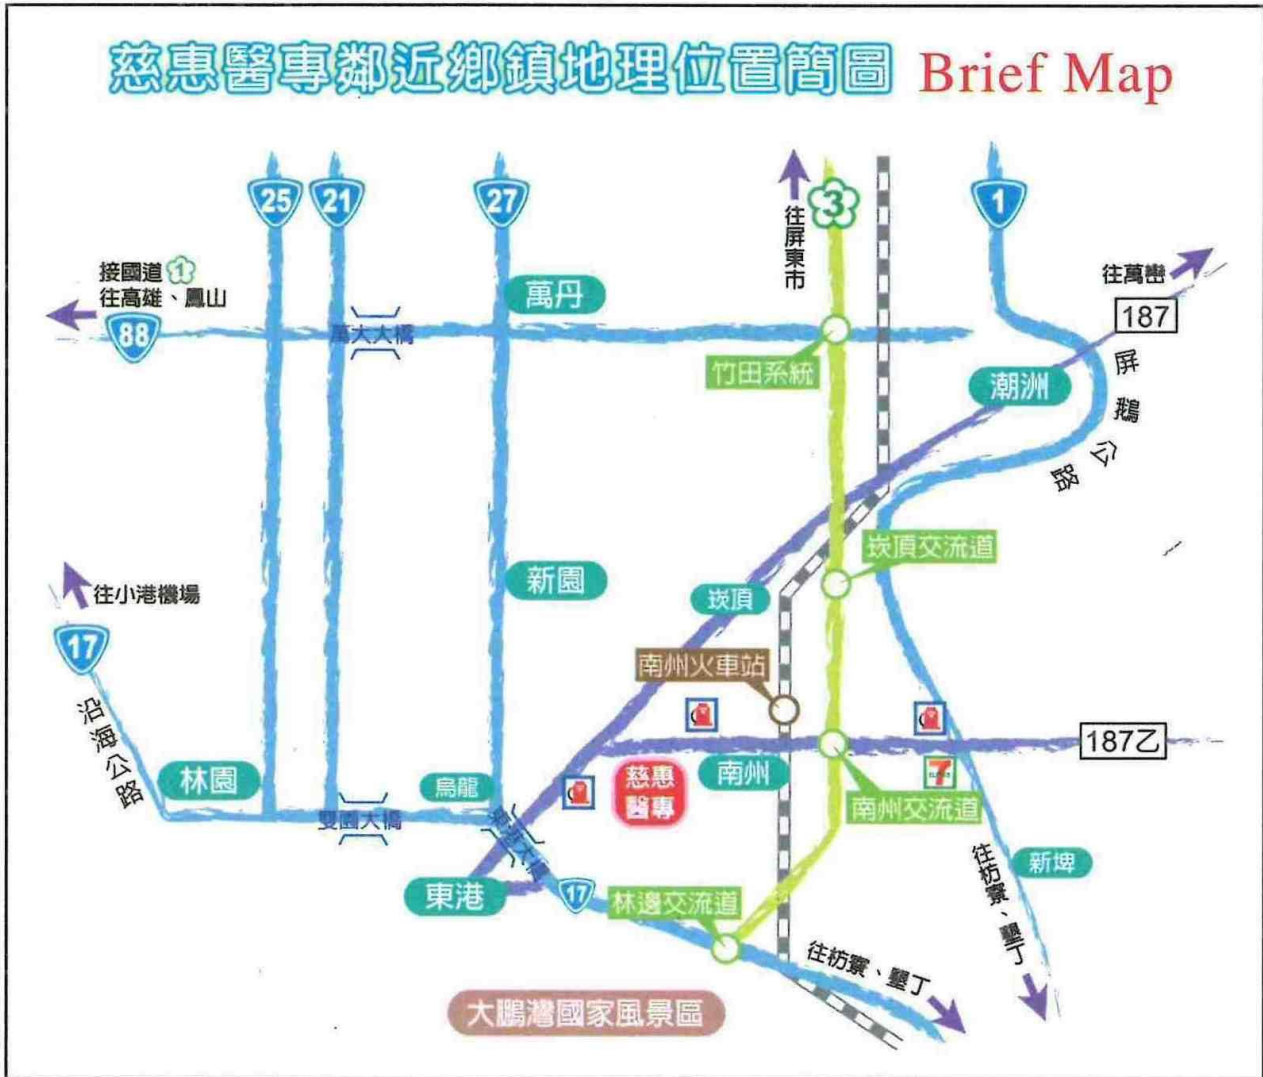 慈惠醫專鄰近鄉鎮地理位置簡圖 Brief Map
25
21
27
3
1
往屏東市
接國道 1
往高雄、鳳山
88
萬丹
萬大大橋
竹田系統
往萬巒
187
潮洲
屏鵝公路
崁頂交流道
新園
崁頂
往小港機場
17
沿海公路
南州火車站
187乙
林園
烏龍
慈惠
醫專
南州
7
南州交流道
雙園大橋
東港
17
林邊交流道
新埤
往枋寮、墾丁
往枋寮、墾丁
大鵬灣國家風景區